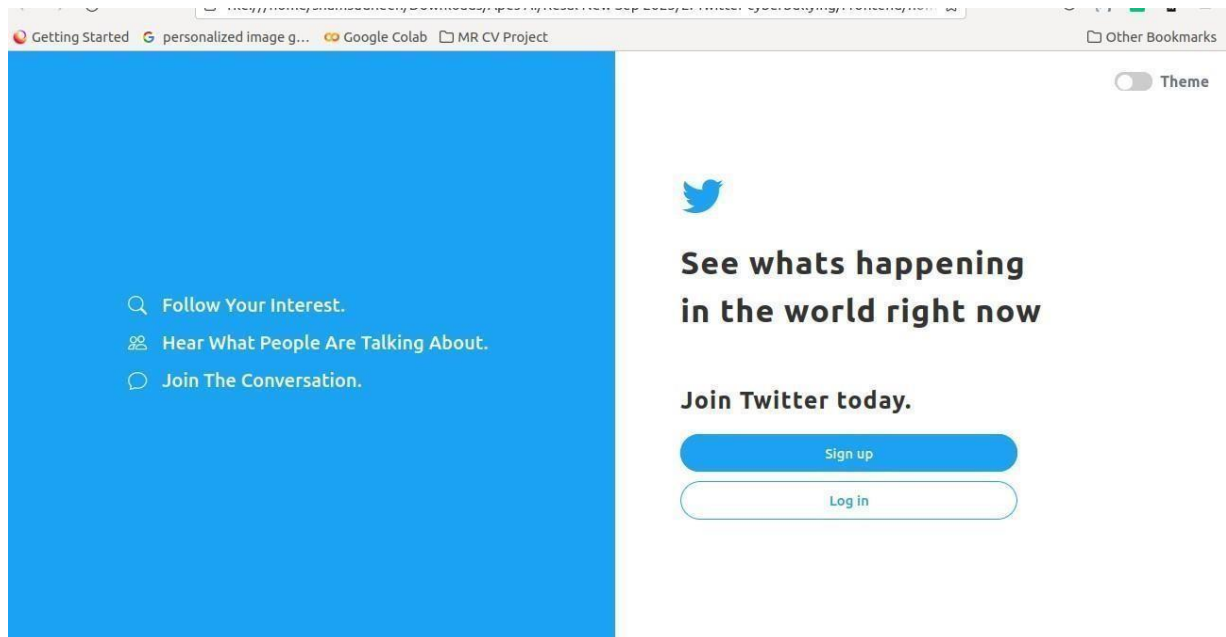 Getting Started personalized image g... Google Colab MR CV Project Other Bookmarks
Theme
Follow Your Interest.
Hear What People Are Talking About.
Join The Conversation.
See whats happening
in the world right now
Join Twitter today.
Sign up
Log in